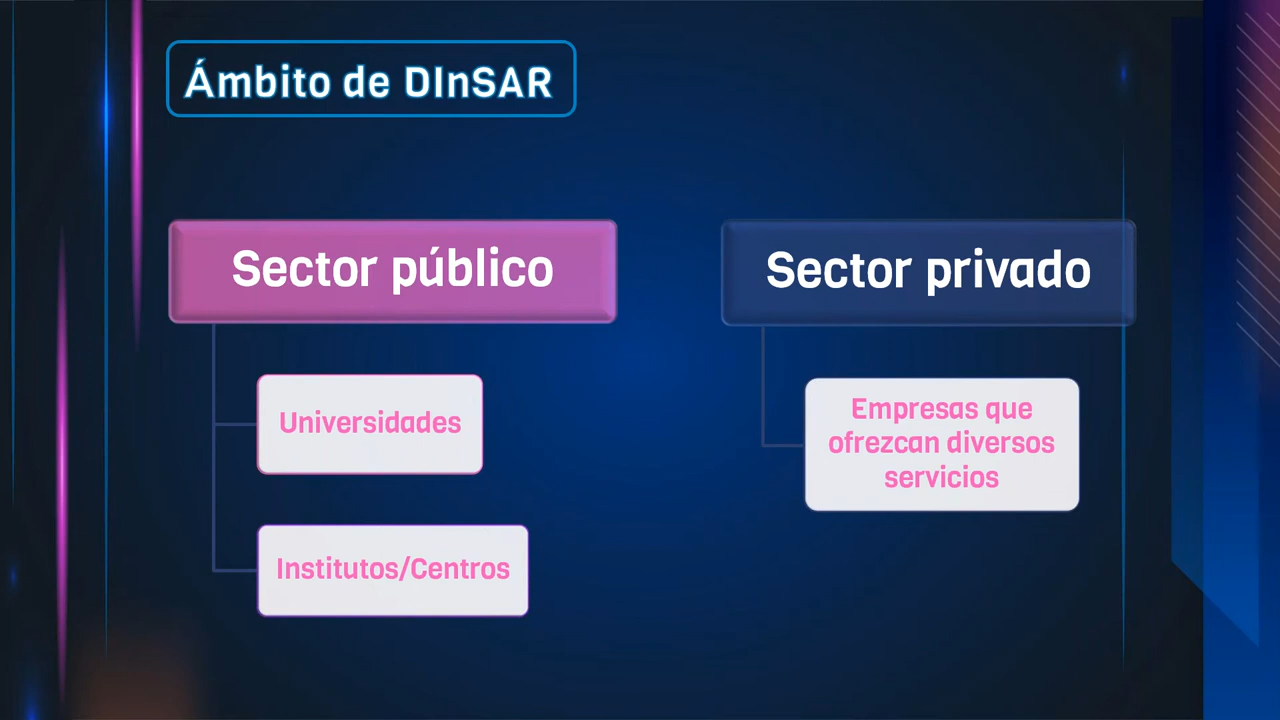 Ámbito de DInSAR
Sector público
Universidades
Institutos/Centros
Sector privado
Empresas que
ofrezcan diversos
servicios